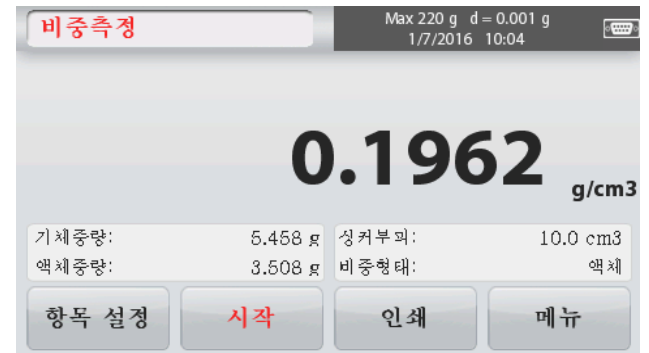 비중측정
Max 220 g d = 0.001 g
1/7/2016 10:04
0.1962 g/cm3
기체중량: 5.458 g 싱커부피: 10.0 cm3
액체중량: 3.508 g 비중형태: 액체
항목 설정 시작 인쇄 메뉴